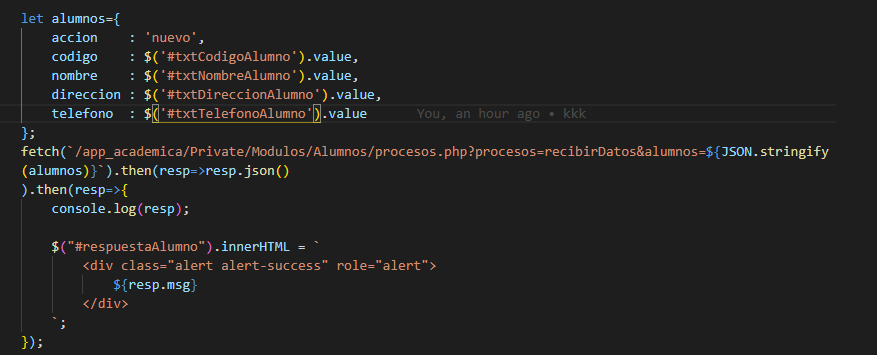 let alumnos={
    accion    : 'nuevo',
    codigo    : $('#txtCodigoAlumno').value,
    nombre    : $('#txtNombreAlumno').value,
    direccion : $('#txtDireccionAlumno').value,
    telefono  : $('#txtTelefonoAlumno').value      You, an hour ago • kkk
};
fetch(`/app_academica/Private/Modulos/Alumnos/procesos.php?procesos=recibirDatos&alumnos=${JSON.stringify
(alumnos)}`).then(resp=>resp.json()
).then(resp=>{
    console.log(resp);
    $("#respuestaAlumno").innerHTML = `
        <div class="alert alert-success" role="alert">
            ${resp.msg}
        </div>
    `;
});